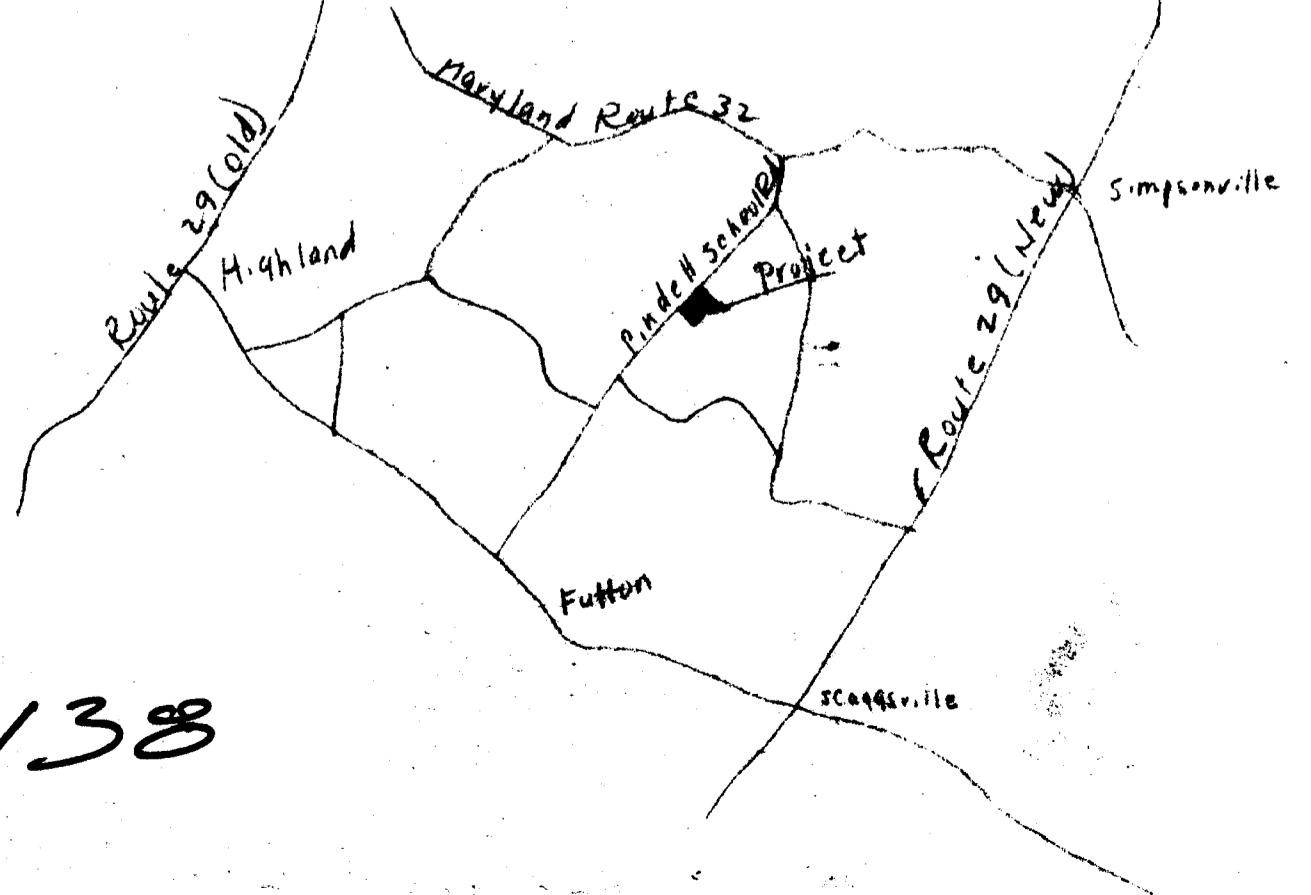 Maryland Route 32
Route 29 (Old)
Simpsonville
Highland
Pindell School Rd
Project
(Route 29 (New)
Fulton
Scaggsville
138